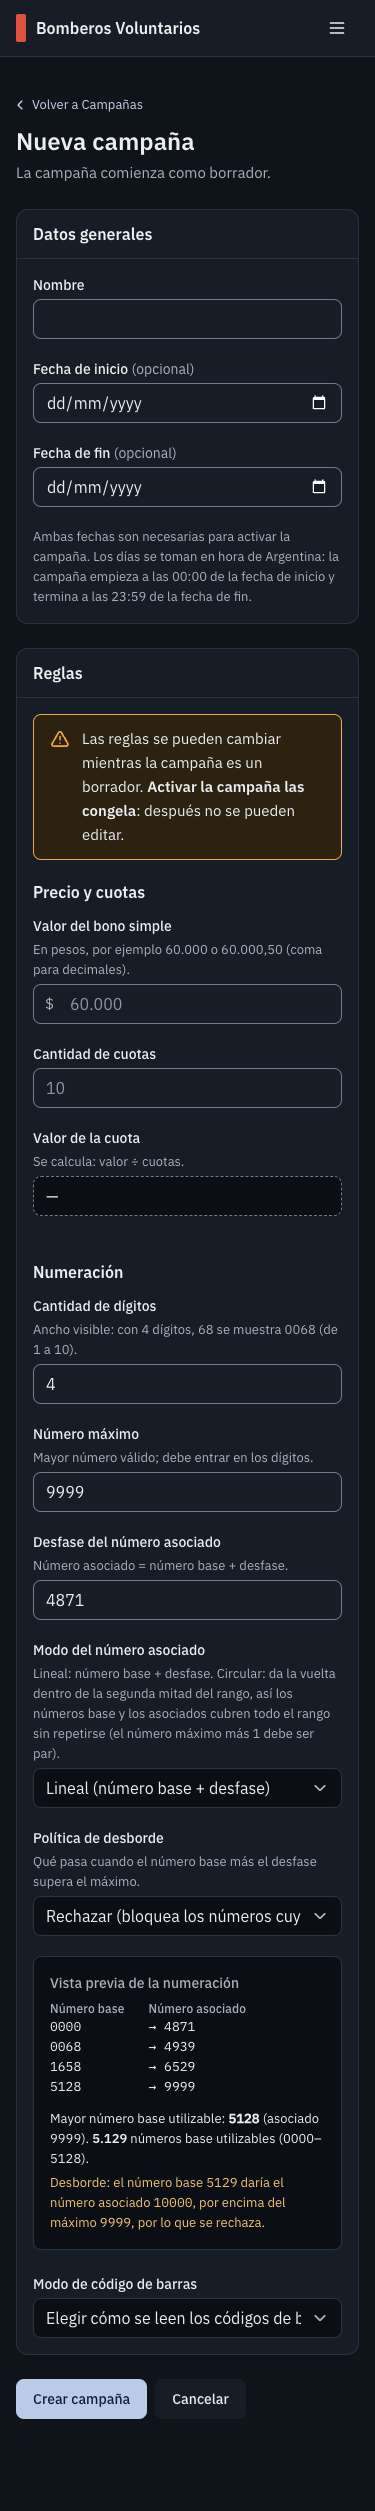 Bomberos Voluntarios
Volver a Campañas
Nueva campaña
La campaña comienza como borrador.
Datos generales
Nombre
Fecha de inicio (opcional)
dd/mm/yyyy
Fecha de fin (opcional)
dd/mm/yyyy
Ambas fechas son necesarias para activar la
campaña. Los días se toman en hora de Argentina: la
campaña empieza a las 00:00 de la fecha de inicio y
termina a las 23:59 de la fecha de fin.
Reglas
Las reglas se pueden cambiar
mientras la campaña es un
borrador. Activar la campaña las
congela: después no se pueden
editar.
Precio y cuotas
Valor del bono simple
En pesos, por ejemplo 60.000 o 60.000,50 (coma
para decimales).
$ 60.000
Cantidad de cuotas
10
Valor de la cuota
Se calcula: valor ÷ cuotas.
—
Numeración
Cantidad de dígitos
Ancho visible: con 4 dígitos, 68 se muestra 0068 (de
1 a 10).
4
Número máximo
Mayor número válido; debe entrar en los dígitos.
9999
Desfase del número asociado
Número asociado = número base + desfase.
4871
Modo del número asociado
Lineal: número base + desfase. Circular: da la vuelta
dentro de la segunda mitad del rango, así los
números base y los asociados cubren todo el rango
sin repetirse (el número máximo más 1 debe ser
par).
Lineal (número base + desfase)
Política de desborde
Qué pasa cuando el número base más el desfase
supera el máximo.
Rechazar (bloquea los números cuy
Vista previa de la numeración
Número base Número asociado
0000 → 4871
0068 → 4939
1658 → 6529
5128 → 9999
Mayor número base utilizable: 5128 (asociado
9999). 5.129 números base utilizables (0000–
5128).
Desborde: el número base 5129 daría el
número asociado 10000, por encima del
máximo 9999, por lo que se rechaza.
Modo de código de barras
Elegir cómo se leen los códigos de b
Crear campaña Cancelar